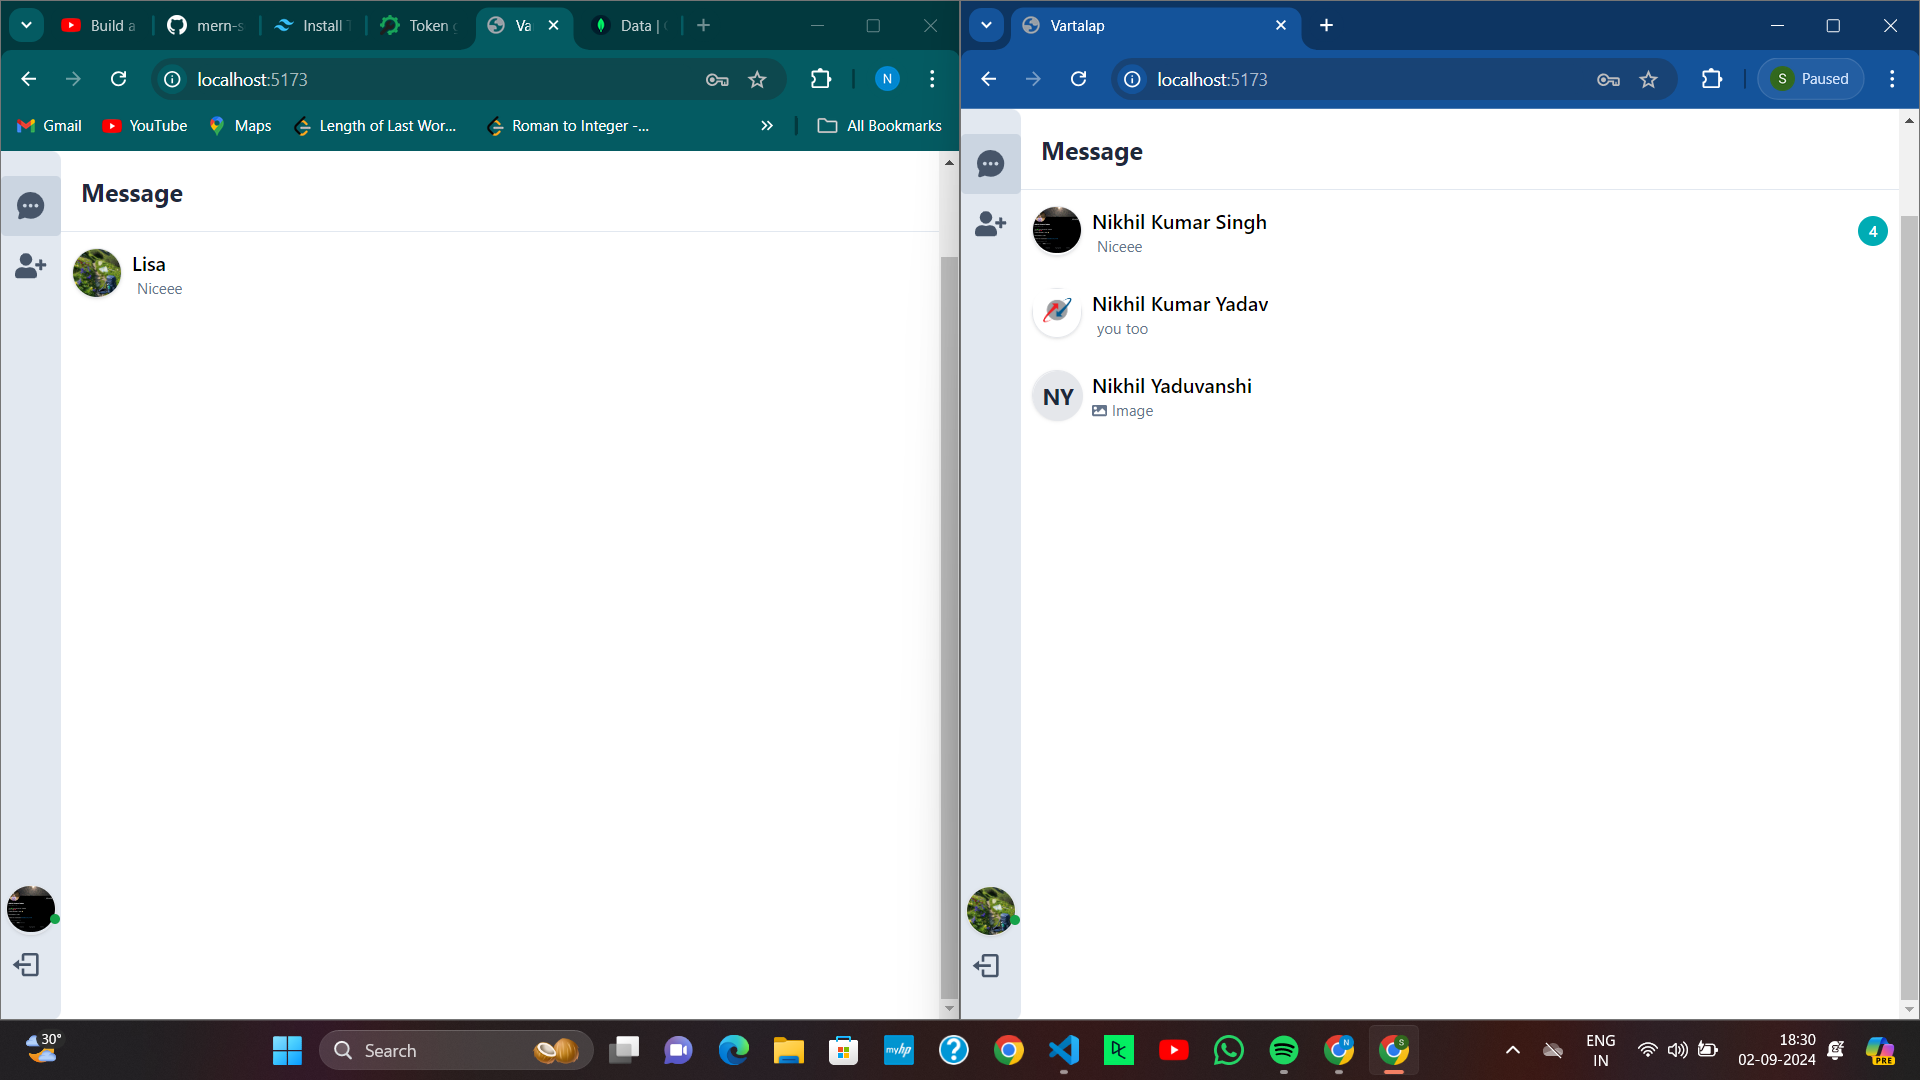 Build a
mern-s
Install T
Token g
Va
Data | (
localhost:5173
N
Gmail
YouTube
Maps
Length of Last Wor...
Roman to Integer -...
All Bookmarks
Message
Lisa
Niceee
Vartalap
localhost:5173
S
Paused
Message
Nikhil Kumar Singh
Niceee
4
Nikhil Kumar Yadav
you too
NY
Nikhil Yaduvanshi
Image
30°
Search
myhp
N
S
ENG
IN
18:30
02-09-2024
PRE